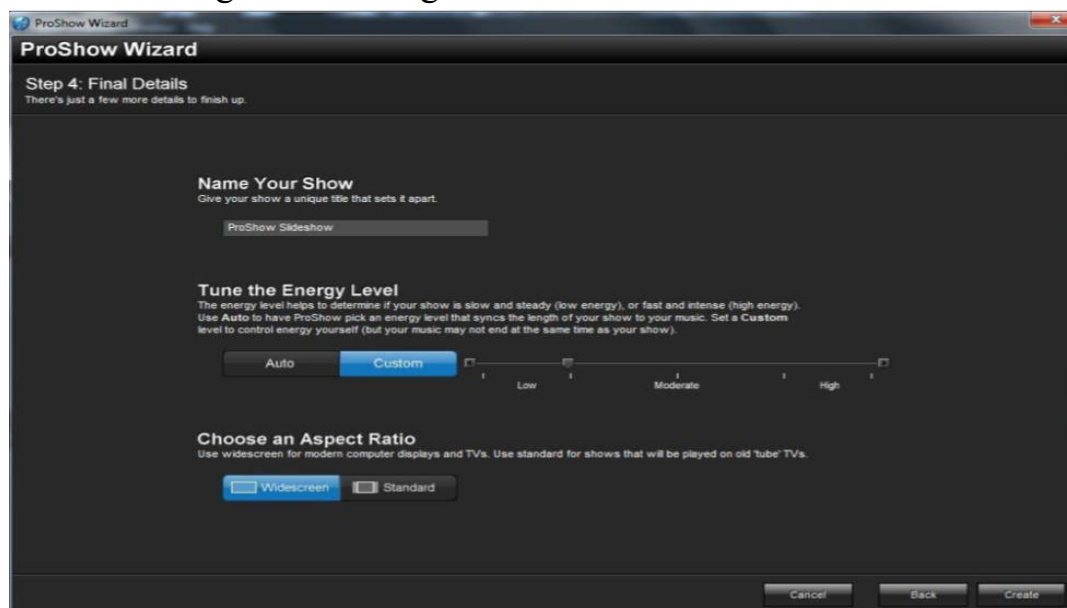 ProShow Wizard
ProShow Wizard
Step 4: Final Details
There's just a few more details to finish up.
Name Your Show
Give your show a unique title that sets it apart.
ProShow Slideshow
Tune the Energy Level
The energy level helps to determine if your show is slow and steady (low energy), or fast and intense (high energy).
Use Auto to have ProShow pick an energy level that syncs the length of your show to your music. Set a Custom
level to control energy yourself (but your music may not end at the same time as your show).
Auto Custom
Low Moderate High
Choose an Aspect Ratio
Use widescreen for modern computer displays and TVs. Use standard for shows that will be played on old 'tube' TVs.
Widescreen Standard
Cancel Back Create